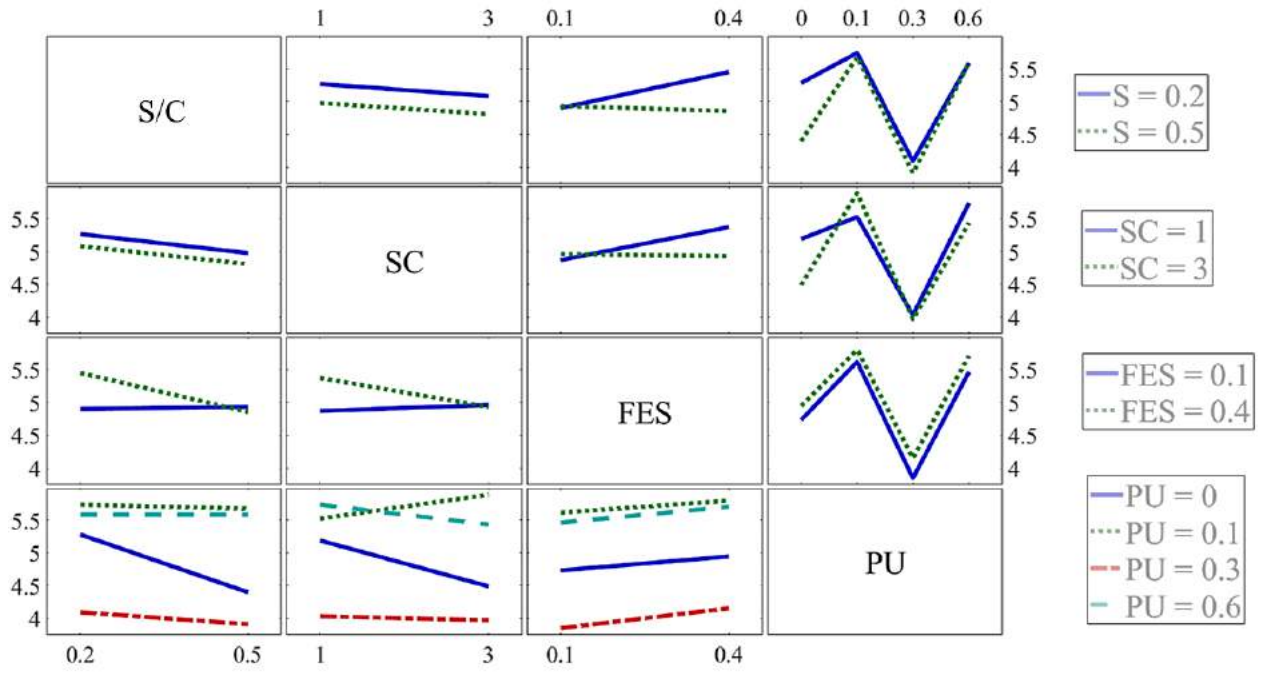 1 3 0.1 0.4 0 0.1 0.3 0.6
S/C
5.5
5
4.5
4
S = 0.2
S = 0.5
5.5
5
4.5
4
SC
5.5
5
4.5
4
SC = 1
SC = 3
5.5
5
4.5
4
FES
5.5
5
4.5
4
FES = 0.1
FES = 0.4
5.5
5
4.5
4
PU
PU = 0
PU = 0.1
PU = 0.3
PU = 0.6
0.2 0.5 1 3 0.1 0.4